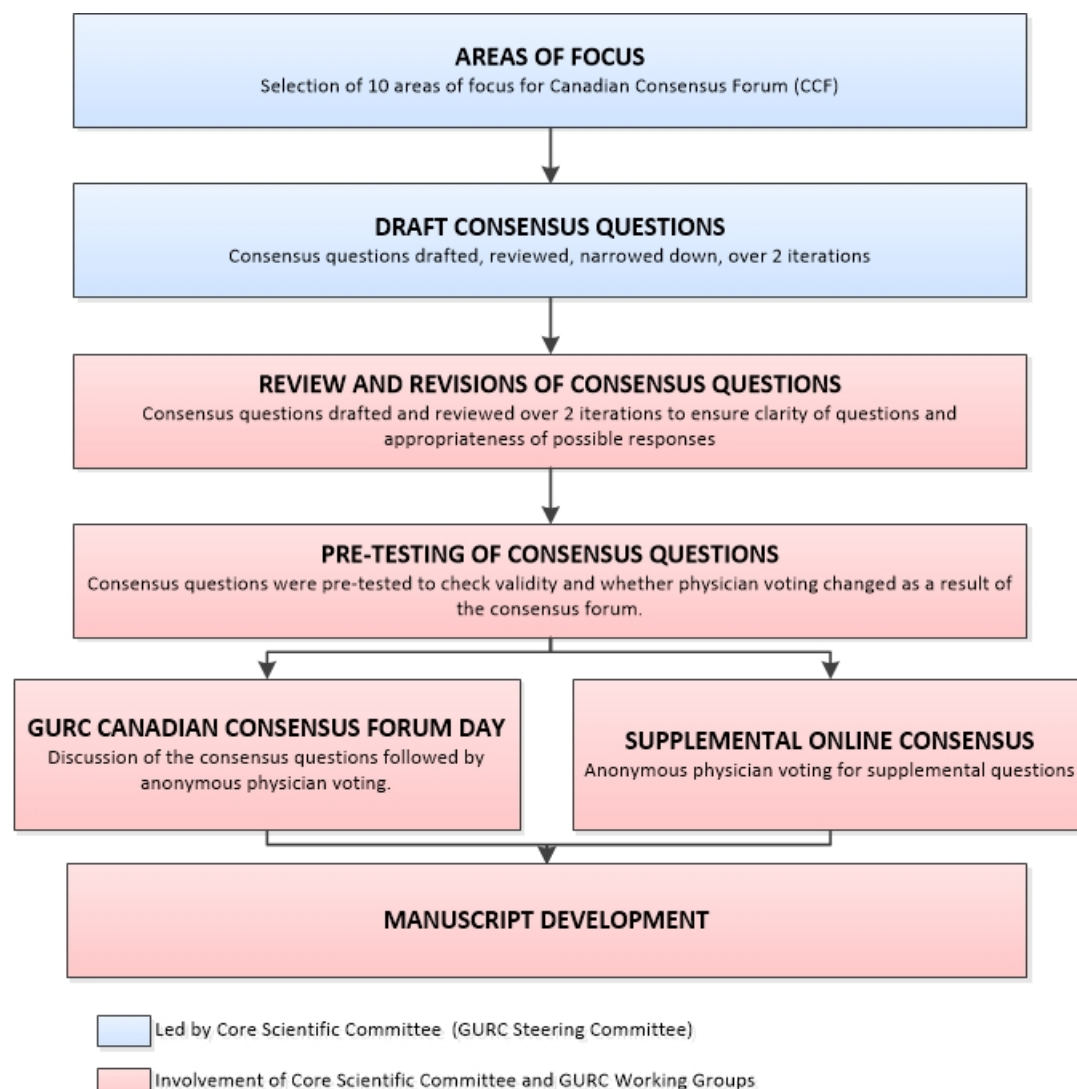 AREAS OF FOCUS
Selection of 10 areas of focus for Canadian Consensus Forum (CCF)
DRAFT CONSENSUS QUESTIONS
Consensus questions drafted, reviewed, narrowed down, over 2 iterations
REVIEW AND REVISIONS OF CONSENSUS QUESTIONS
Consensus questions drafted and reviewed over 2 iterations to ensure clarity of questions and
appropriateness of possible responses
PRE-TESTING OF CONSENSUS QUESTIONS
Consensus questions were pre-tested to check validity and whether physician voting changed as a result of
the consensus forum.
GURC CANADIAN CONSENSUS FORUM DAY
Discussion of the consensus questions followed by
anonymous physician voting.
SUPPLEMENTAL ONLINE CONSENSUS
Anonymous physician voting for supplemental questions
MANUSCRIPT DEVELOPMENT
Led by Core Scientific Committee (GURC Steering Committee)
Involvement of Core Scientific Committee and GURC Working Groups